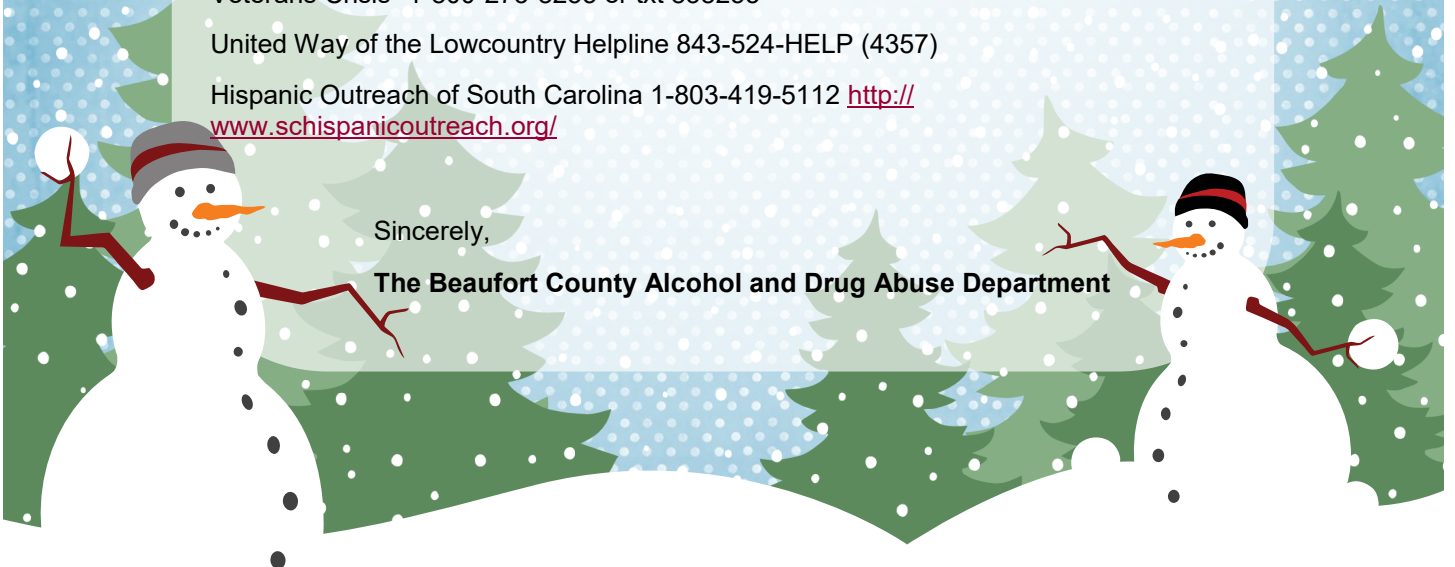 United Way of the Lowcountry Helpline 843-524-HELP (4357)
Hispanic Outreach of South Carolina 1-803-419-5112 http://
www.schispanicoutreach.org/
Sincerely,
The Beaufort County Alcohol and Drug Abuse Department